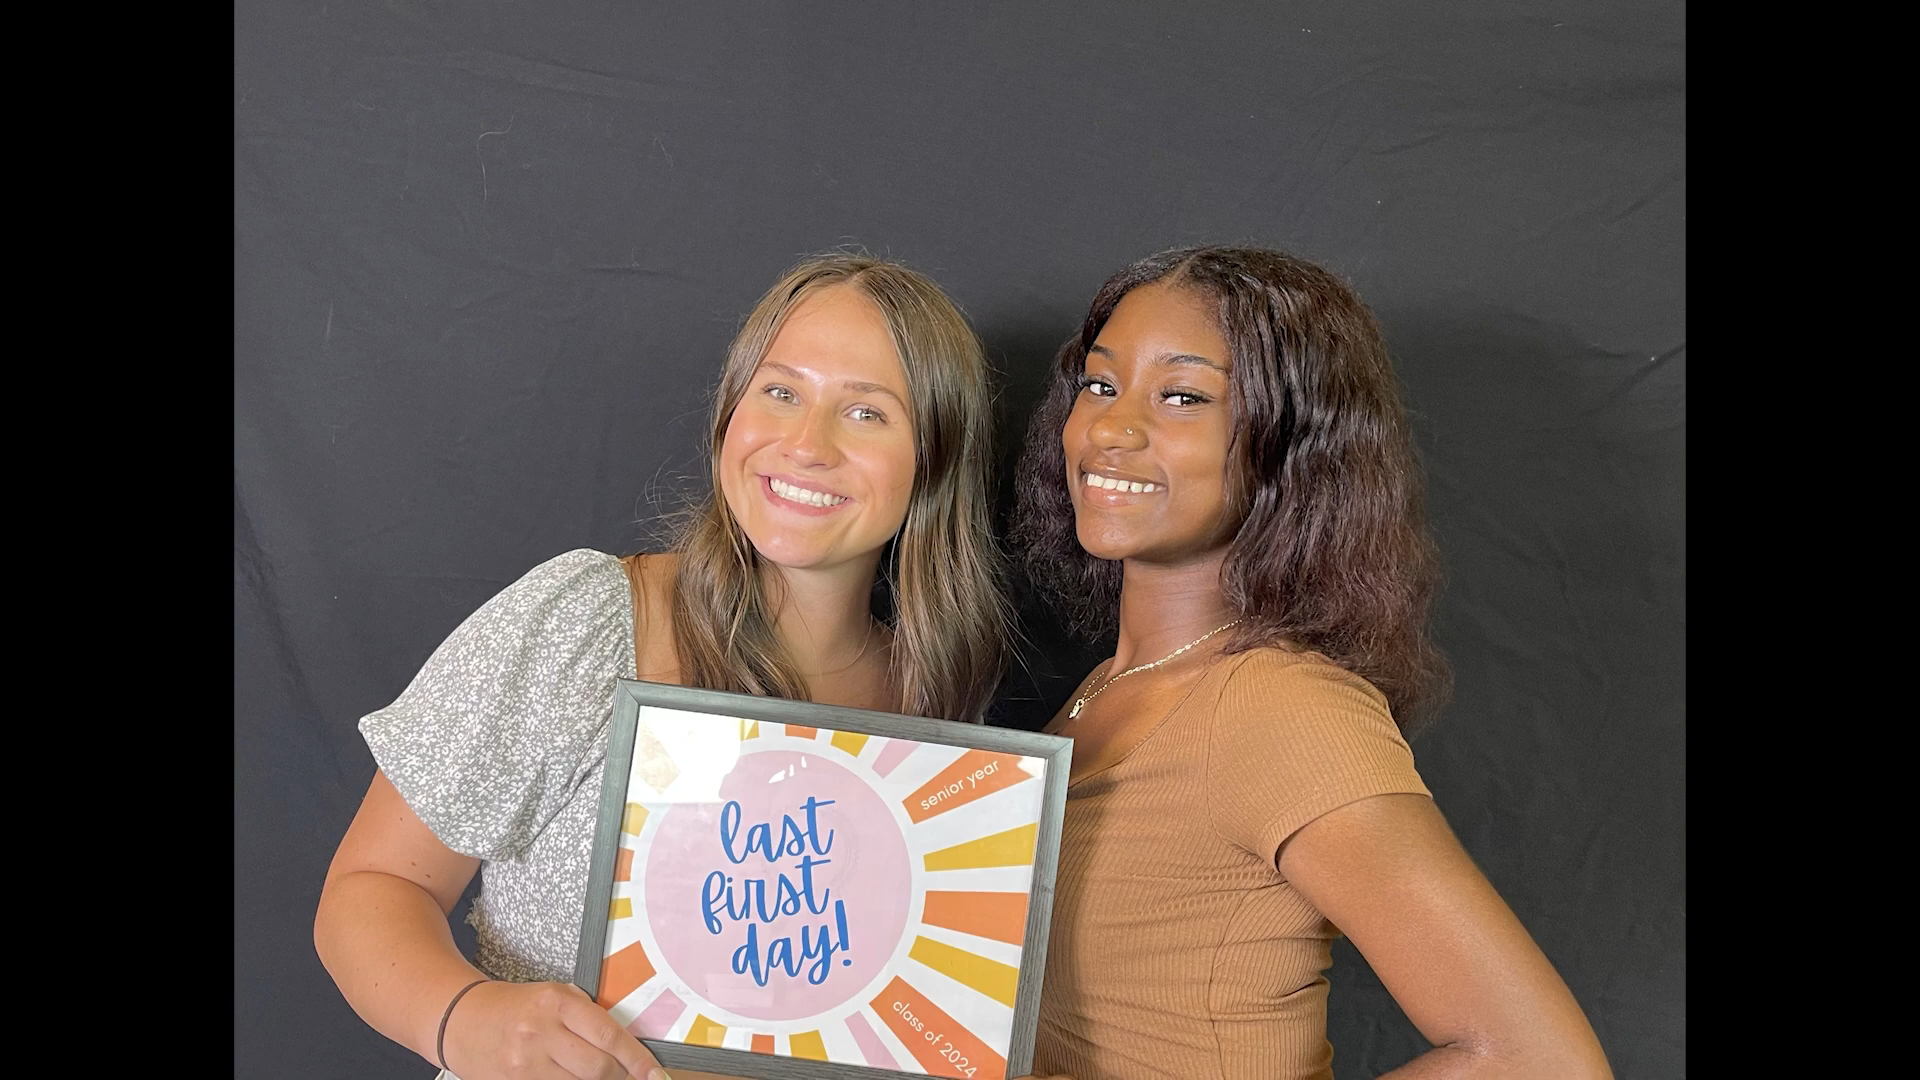 senior year
last
first
day!
class of 2024